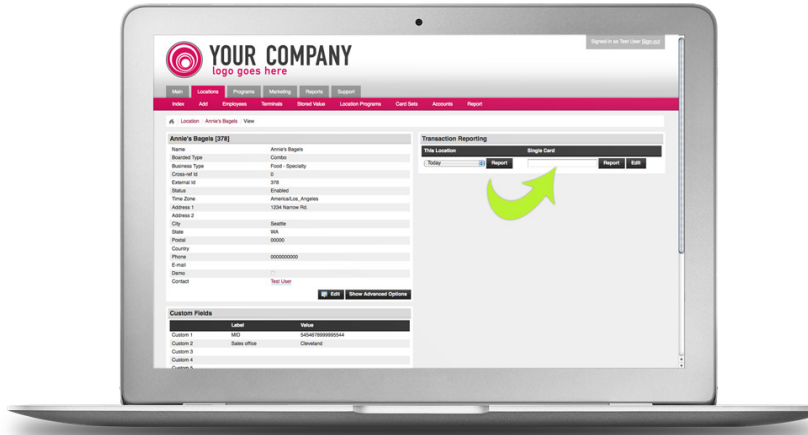 Signed in as Test User Sign out
YOUR COMPANY
logo goes here
Main Locations Programs Marketing Reports Support
Index Add Employees Terminals Stored Value Location Programs Card Sets Accounts Report
Location Annie's Bagels View
Annie's Bagels [378]
Name Annie's Bagels
Boarded Type Combo
Business Type Food - Specialty
Cross-ref Id 0
External Id 378
Status Enabled
Time Zone America/Los_Angeles
Address 1 1234 Narrow Rd.
Address 2
City Seattle
State WA
Postal 00000
Country
Phone 0000000000
E-mail
Demo
Contact Test User
Edit Show Advanced Options
Custom Fields
Label Value
Custom 1 MID
Custom 2 Sales office Cleveland
Custom 3
Custom 4
Transaction Reporting
This Location Single Card
Today Report Report Edit